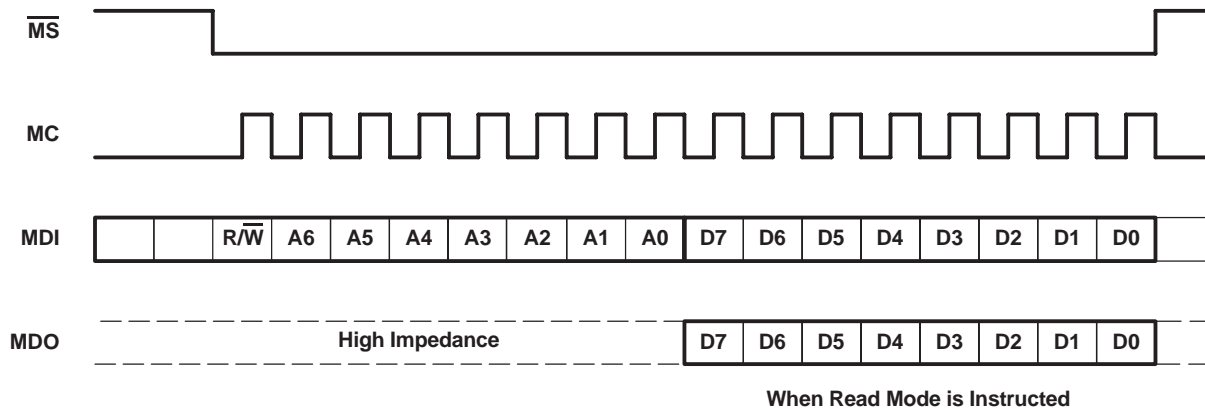 M̅S̅
MC
MDI R/W̅ A6 A5 A4 A3 A2 A1 A0 D7 D6 D5 D4 D3 D2 D1 D0
MDO High Impedance D7 D6 D5 D4 D3 D2 D1 D0
When Read Mode is Instructed